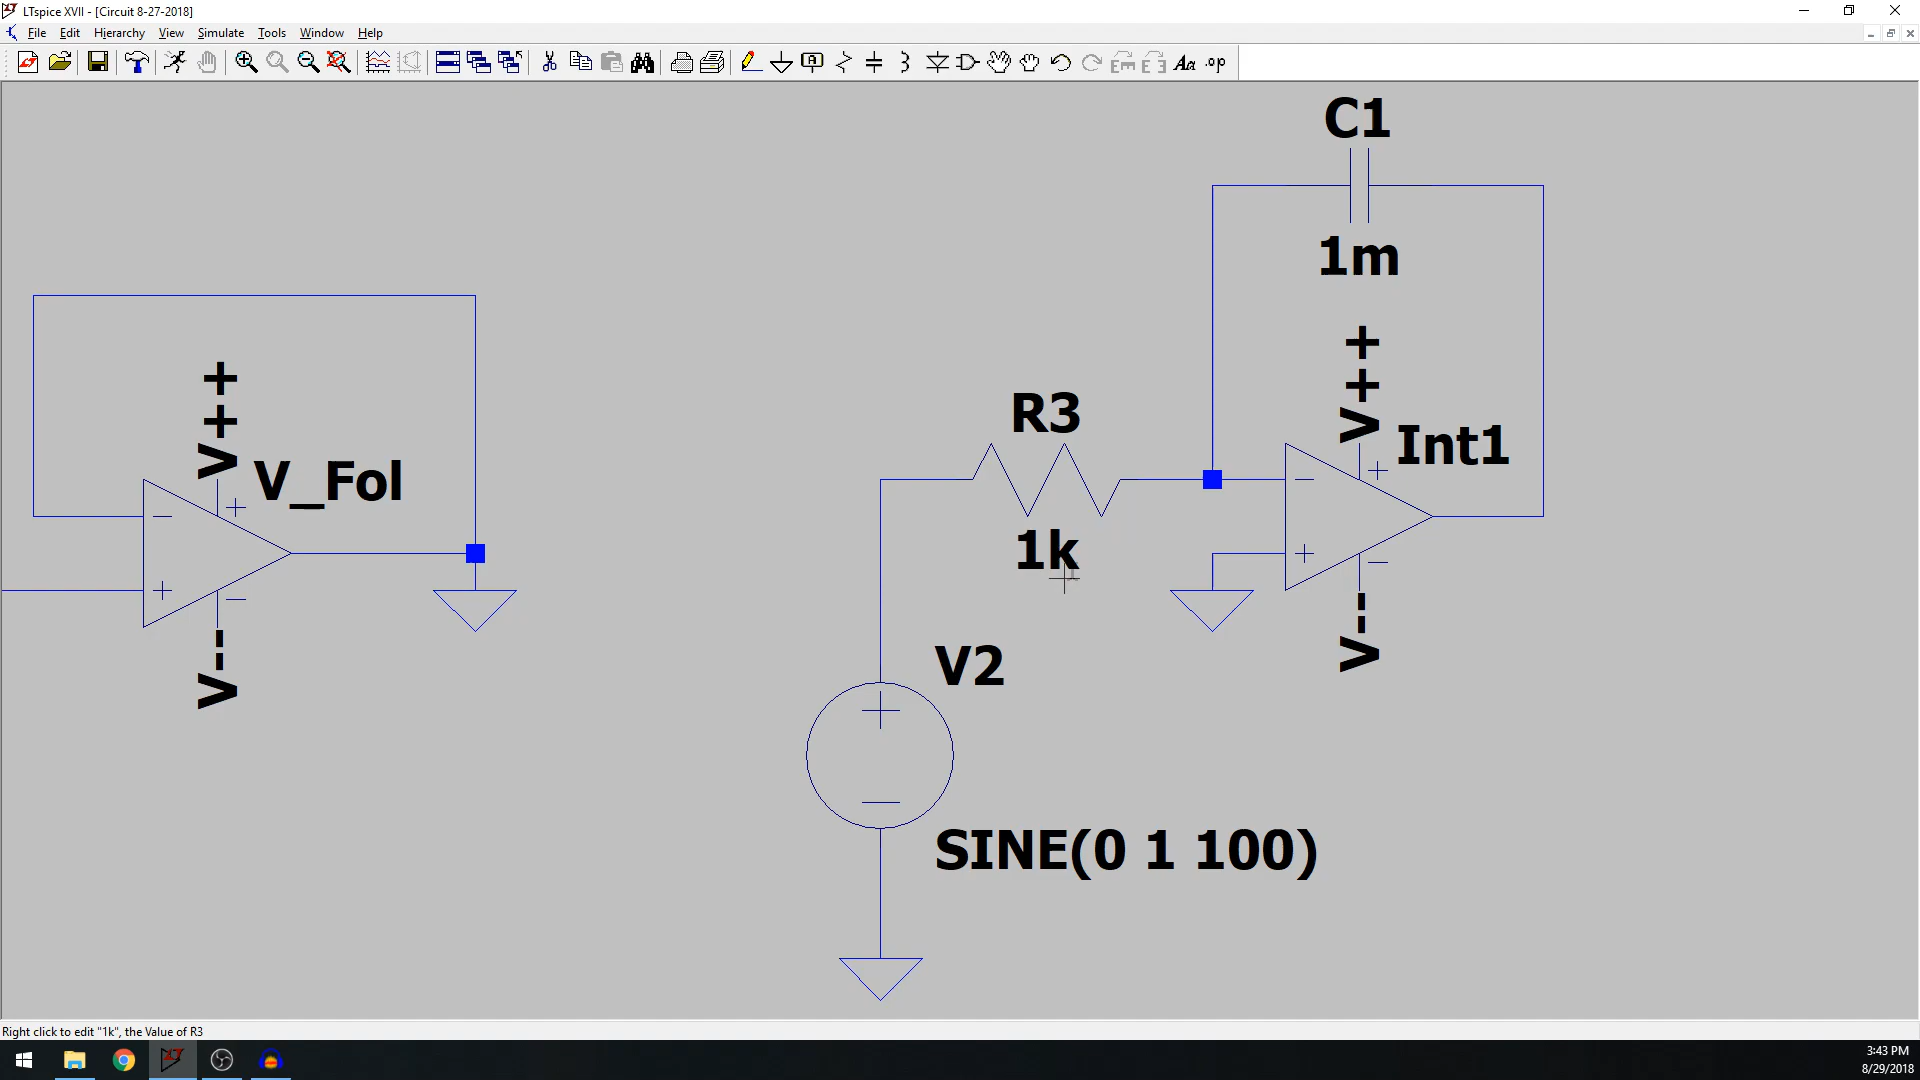 LTspice XVII - [Circuit 8-27-2018]
File Edit Hierarchy View Simulate Tools Window Help
Aa .op
C1
1m
V++
V++
R3
Int1
V_Fol
1k
V--
V--
V2
SINE(0 1 100)
Right click to edit "1k", the Value of R3
3:43 PM
8/29/2018